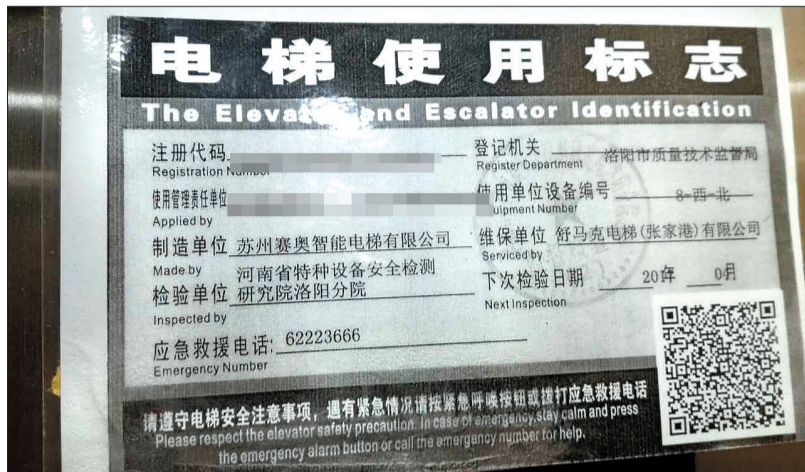 电梯使用标志
The Elevator and Escalator Identification
注册代码
Registration Number
登记机关 洛阳市质量技术监督局
Register Department
使用管理责任单位
Applied by
使用单位设备编号 8-西-北
Equipment Number
制造单位 苏州赛奥智能电梯有限公司
Made by
维保单位 舒马克电梯(张家港)有限公司
Serviced by
检验单位 河南省特种设备安全检测
研究院洛阳分院
Inspected by
下次检验日期
Next Inspection
应急救援电话: 62223666
Emergency Number
请遵守电梯安全注意事项，遇有紧急情况请按紧急呼唤按钮或拨打应急救援电话
Please respect the elevator safety precaution. In case of emergency,stay calm and press
the emergency alarm button or call the emergency number for help.